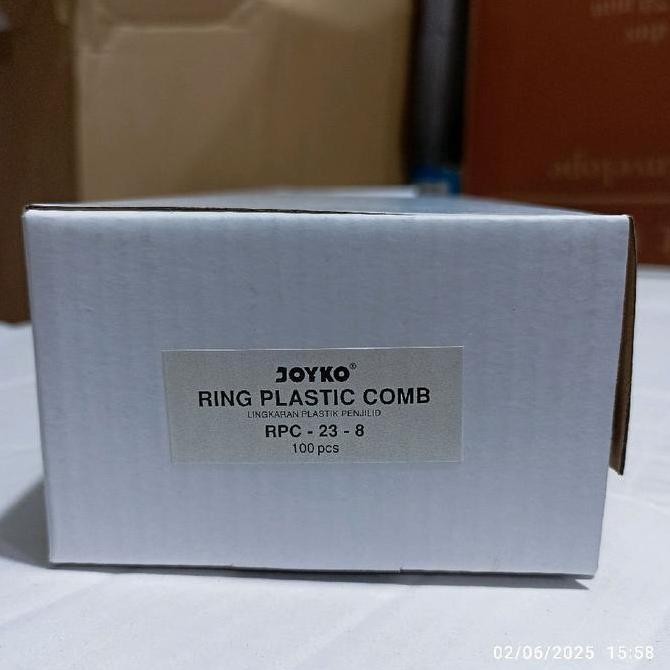 JOYKO®
RING PLASTIC COMB
LINGKARAN PLASTIK PENJILID
RPC - 23 - 8
100 pcs
02/06/2025 15:58